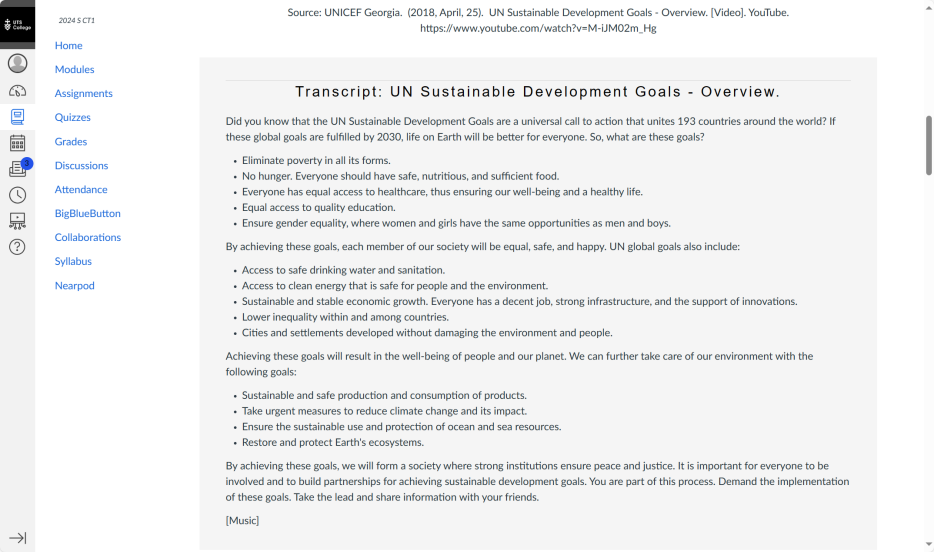 UTS
College
2024 S CT1
Home
Modules
Assignments
Quizzes
Grades
Discussions
Attendance
BigBlueButton
Collaborations
Syllabus
Nearpod
3
Source: UNICEF Georgia. (2018, April, 25). UN Sustainable Development Goals - Overview. [Video]. YouTube.
https://www.youtube.com/watch?v=M-iJM02m_Hg
Transcript: UN Sustainable Development Goals - Overview.
Did you know that the UN Sustainable Development Goals are a universal call to action that unites 193 countries around the world? If
these global goals are fulfilled by 2030, life on Earth will be better for everyone. So, what are these goals?
• Eliminate poverty in all its forms.
• No hunger. Everyone should have safe, nutritious, and sufficient food.
• Everyone has equal access to healthcare, thus ensuring our well-being and a healthy life.
• Equal access to quality education.
• Ensure gender equality, where women and girls have the same opportunities as men and boys.
By achieving these goals, each member of our society will be equal, safe, and happy. UN global goals also include:
• Access to safe drinking water and sanitation.
• Access to clean energy that is safe for people and the environment.
• Sustainable and stable economic growth. Everyone has a decent job, strong infrastructure, and the support of innovations.
• Lower inequality within and among countries.
• Cities and settlements developed without damaging the environment and people.
Achieving these goals will result in the well-being of people and our planet. We can further take care of our environment with the
following goals:
• Sustainable and safe production and consumption of products.
• Take urgent measures to reduce climate change and its impact.
• Ensure the sustainable use and protection of ocean and sea resources.
• Restore and protect Earth's ecosystems.
By achieving these goals, we will form a society where strong institutions ensure peace and justice. It is important for everyone to be
involved and to build partnerships for achieving sustainable development goals. You are part of this process. Demand the implementation
of these goals. Take the lead and share information with your friends.
[Music]